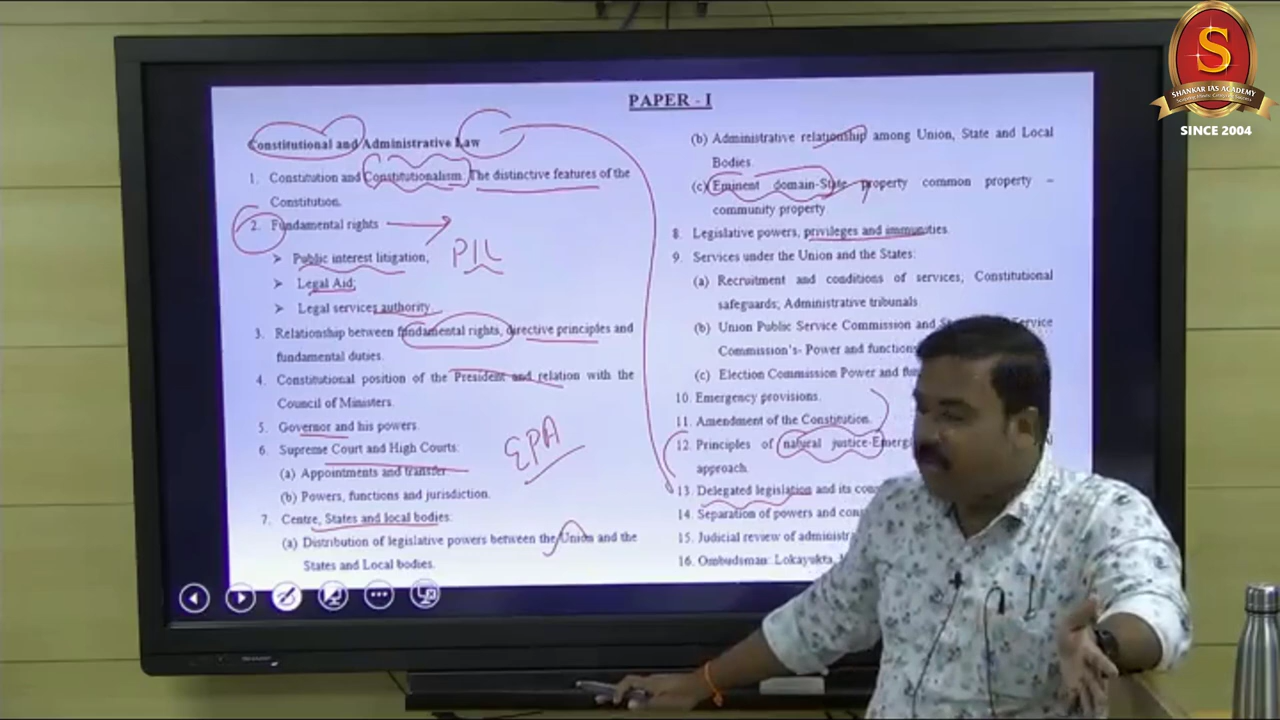 PAPER - I
Constitutional and Administrative Law
1. Constitution and Constitutionalism. The distinctive features of the
Constitution.
2. Fundamental rights
➤ Public interest litigation,
➤ Legal Aid;
➤ Legal services authority.
PIL
3. Relationship between fundamental rights, directive principles and
fundamental duties.
4. Constitutional position of the President and relation with the
Council of Ministers.
5. Governor and his powers.
6. Supreme Court and High Courts:
(a) Appointments and transfer
(b) Powers, functions and jurisdiction.
EPA
7. Centre, States and local bodies:
(a) Distribution of legislative powers between the Union and the
States and Local bodies.
(b) Administrative relationship among Union, State and Local
Bodies.
(c) Eminent domain-State property common property –
community property
8. Legislative powers, privileges and immunities.
9. Services under the Union and the States:
(a) Recruitment and conditions of services; Constitutional
safeguards; Administrative tribunals.
(b) Union Public Service Commission and Service
Commission's- Power and functions
(c) Election Commission Power and
10. Emergency provisions.
11. Amendment of the Constitution.
12. Principles of natural justice-
approach.
13. Delegated legislation and its
14. Separation of powers and
15. Judicial review of
16. Ombudsman: Lokayukta,
S
SHANKAR IAS ACADEMY
SINCE 2004